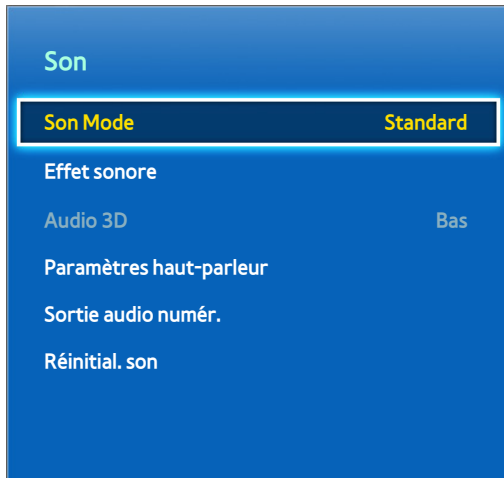 Son
Son Mode Standard
Effet sonore
Audio 3D Bas
Paramètres haut-parleur
Sortie audio numér.
Réinitial. son